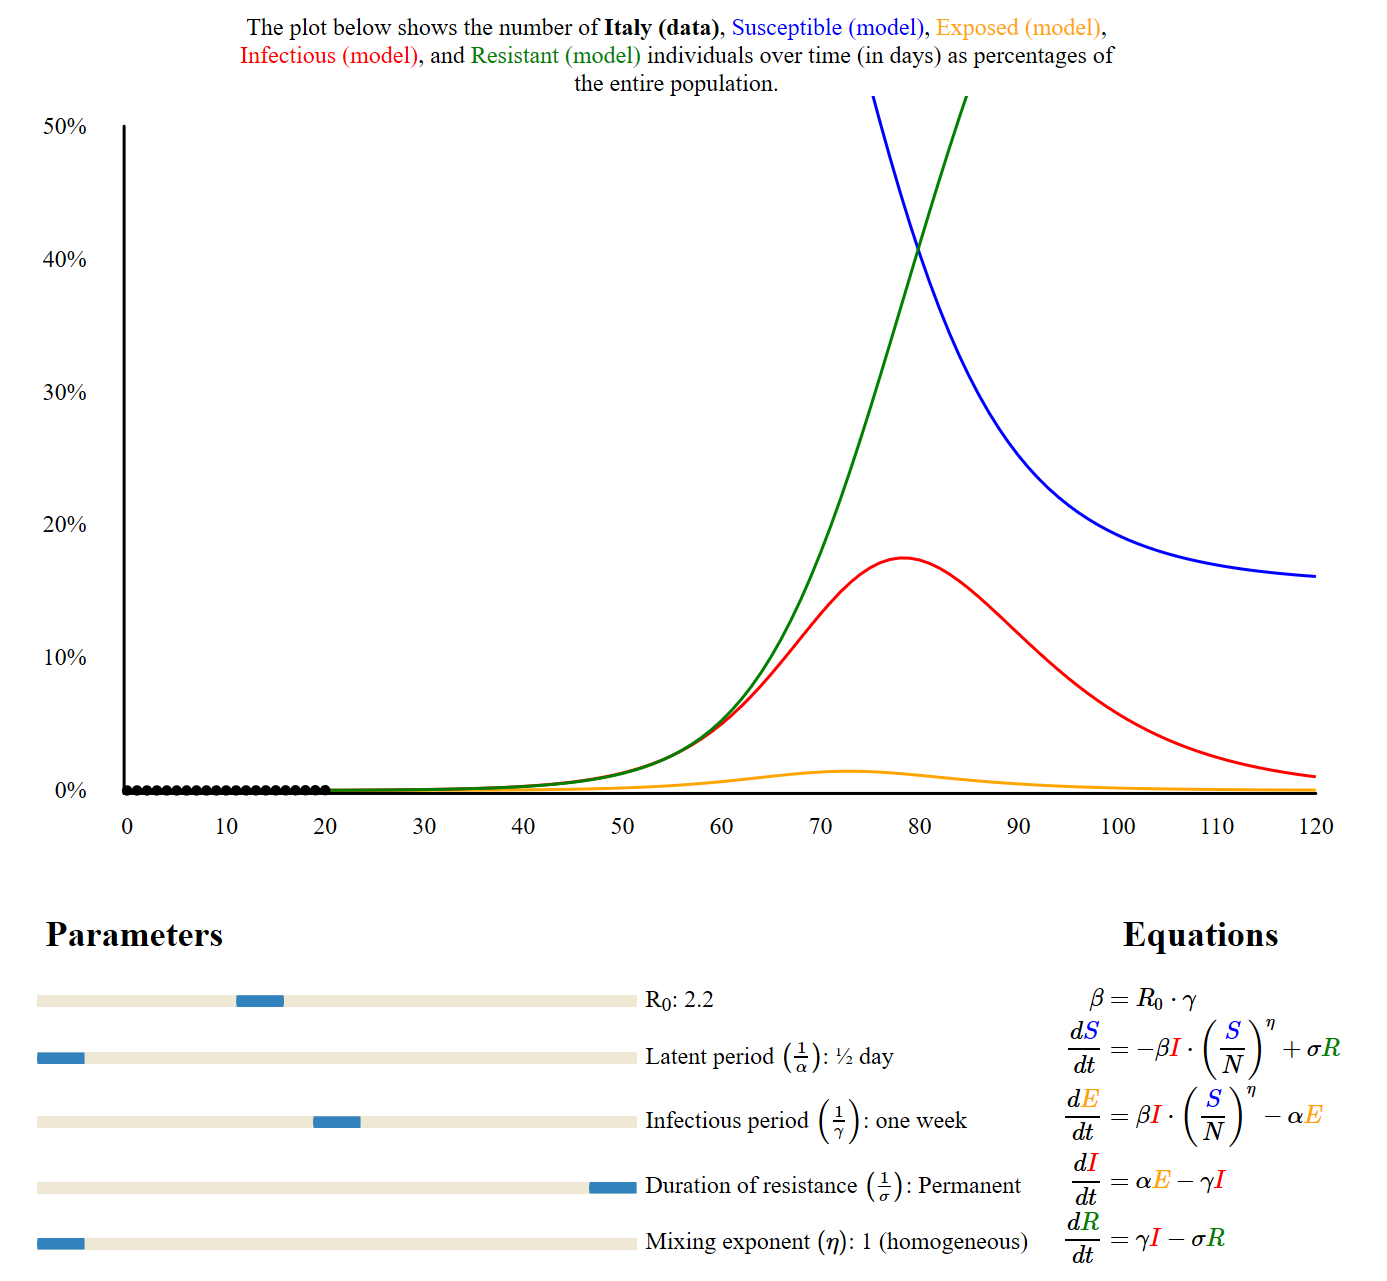 The plot below shows the number of Italy (data), Susceptible (model), Exposed (model),
Infectious (model), and Resistant (model) individuals over time (in days) as percentages of
the entire population.
50%
40%
30%
20%
10%
0%
0 10 20 30 40 50 60 70 80 90 100 110 120
Parameters
R₀: 2.2
Latent period (1/α): ½ day
Infectious period (1/γ): one week
Duration of resistance (1/σ): Permanent
Mixing exponent (η): 1 (homogeneous)
Equations
β = R₀ · γ
dS/dt = −βI · (S/N)^η + σR
dE/dt = βI · (S/N)^η − αE
dI/dt = αE − γI
dR/dt = γI − σR